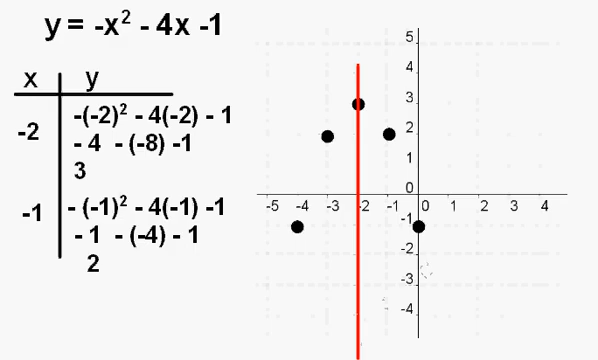 y = -x² - 4x -1
x y
-2
-(-2)² - 4(-2) - 1
- 4 - (-8) -1
3
-1
- (-1)² - 4(-1) -1
- 1 - (-4) - 1
2
5
4
3
2
1
0
-5 -4 -3 -2 -1 0 1 2 3 4
-1
-2
-3
-4